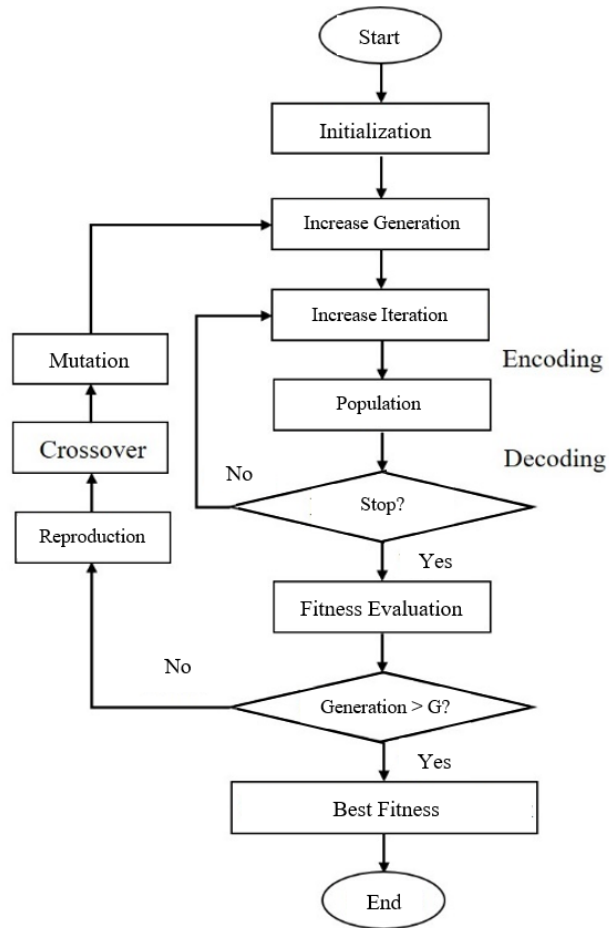 Start
Initialization
Increase Generation
Increase Iteration
Mutation
Encoding
Population
Crossover
Decoding
No
Stop?
Reproduction
Yes
Fitness Evaluation
No
Generation > G?
Yes
Best Fitness
End